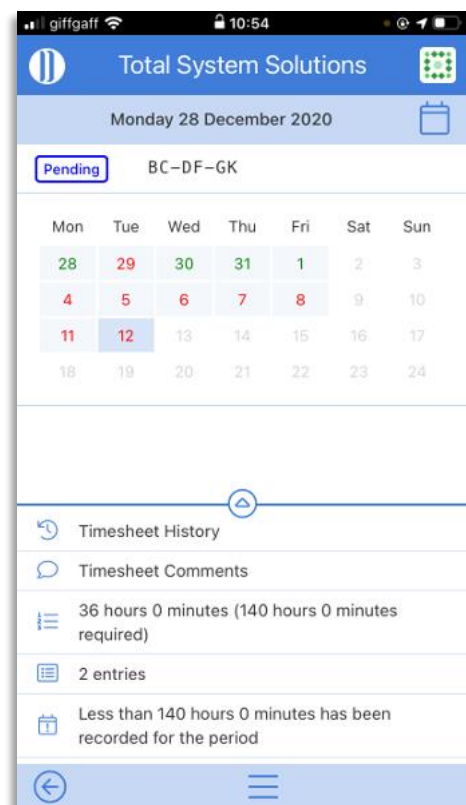 giffgaff 10:54
Total System Solutions
Monday 28 December 2020
Pending BC-DF-GK
Mon Tue Wed Thu Fri Sat Sun
28 29 30 31 1 2 3
4 5 6 7 8 9 10
11 12 13 14 15 16 17
18 19 20 21 22 23 24
Timesheet History
Timesheet Comments
36 hours 0 minutes (140 hours 0 minutes
required)
2 entries
Less than 140 hours 0 minutes has been
recorded for the period